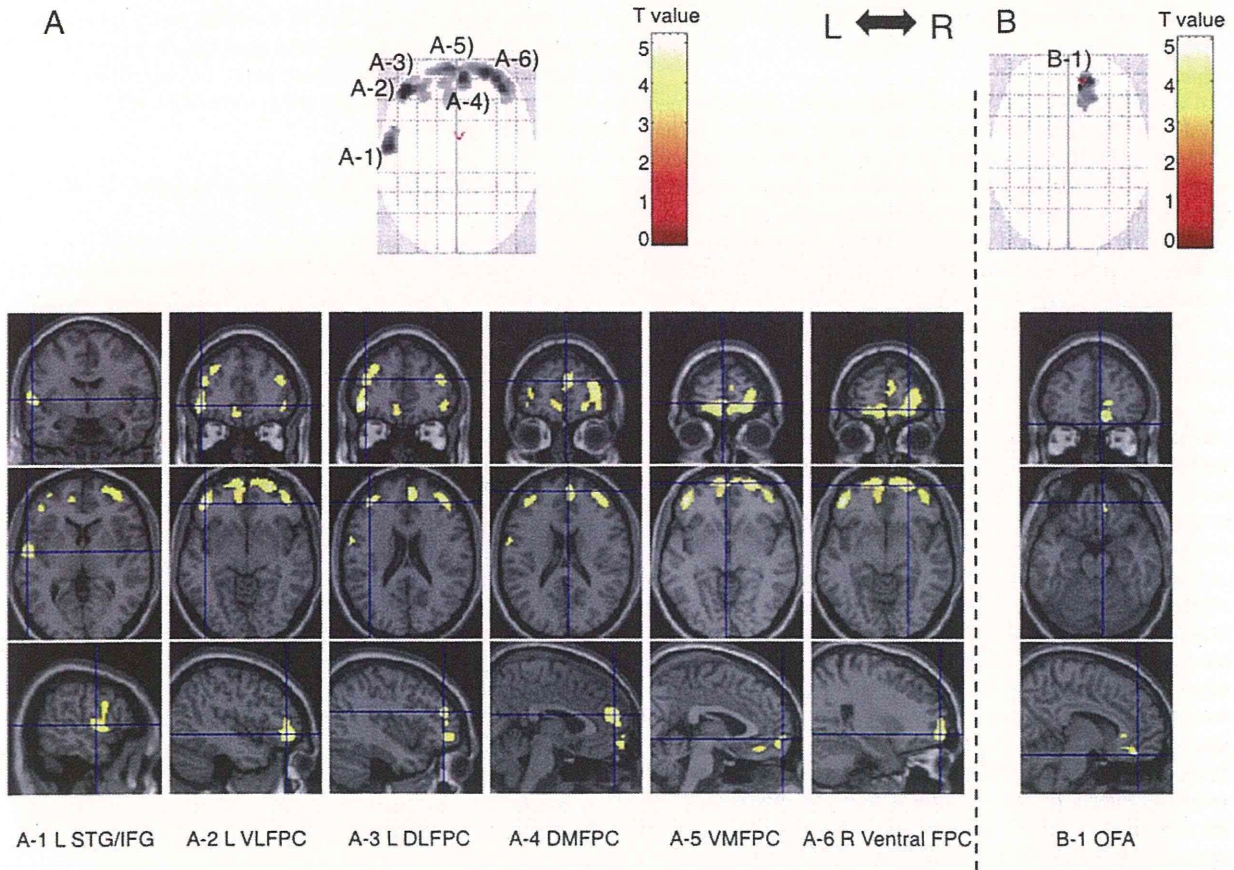 A
T value
5
4
3
2
1
0
L R
B
T value
5
4
3
2
1
0
A-5)
A-3)
A-6)
A-2)
A-4)
A-1)
B-1)
A-1 L STG/IFG
A-2 L VLFPC
A-3 L DLFPC
A-4 DMFPC
A-5 VMFPC
A-6 R Ventral FPC
B-1 OFA